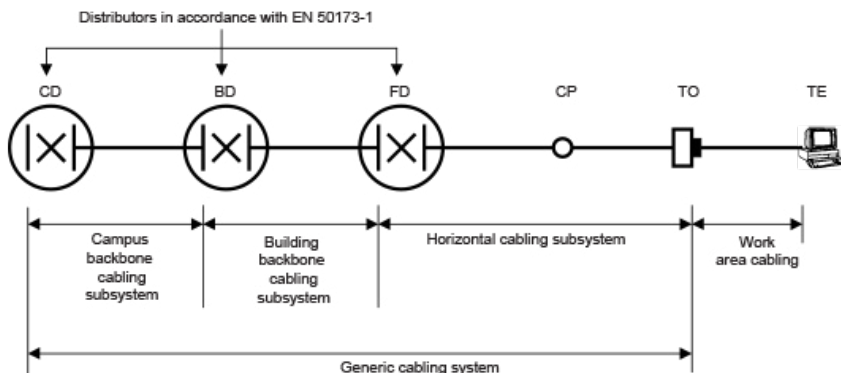 Distributors in accordance with EN 50173-1
CD
BD
FD
CP
TO
TE
Campus
backbone
cabling
subsystem
Building
backbone
cabling
subsystem
Horizontal cabling subsystem
Work
area cabling
Generic cabling system